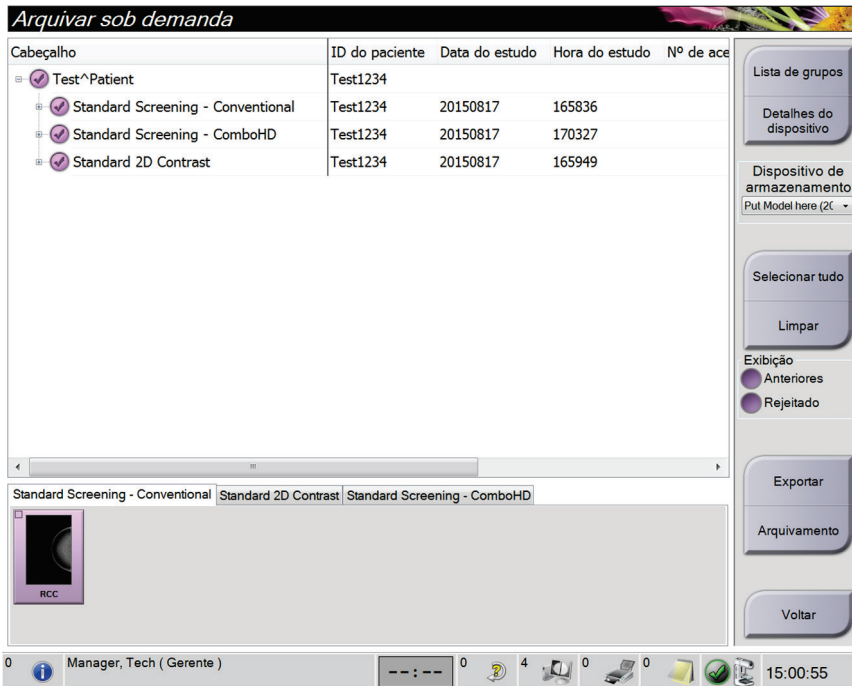 Arquivar sob demanda
Cabeçalho ID do paciente Data do estudo Hora do estudo Nº de ace
Test^Patient Test1234
Standard Screening - Conventional Test1234 20150817 165836
Standard Screening - ComboHD Test1234 20150817 170327
Standard 2D Contrast Test1234 20150817 165949
Lista de grupos
Detalhes do
dispositivo
Dispositivo de
armazenamento
Put Model here (20
Selecionar tudo
Limpar
Exibição
Anteriores
Rejeitado
Exportar
Arquivamento
Voltar
Standard Screening - Conventional Standard 2D Contrast Standard Screening - ComboHD
RCC
0 Manager, Tech ( Gerente ) --:-- 0 4 0 0 15:00:55